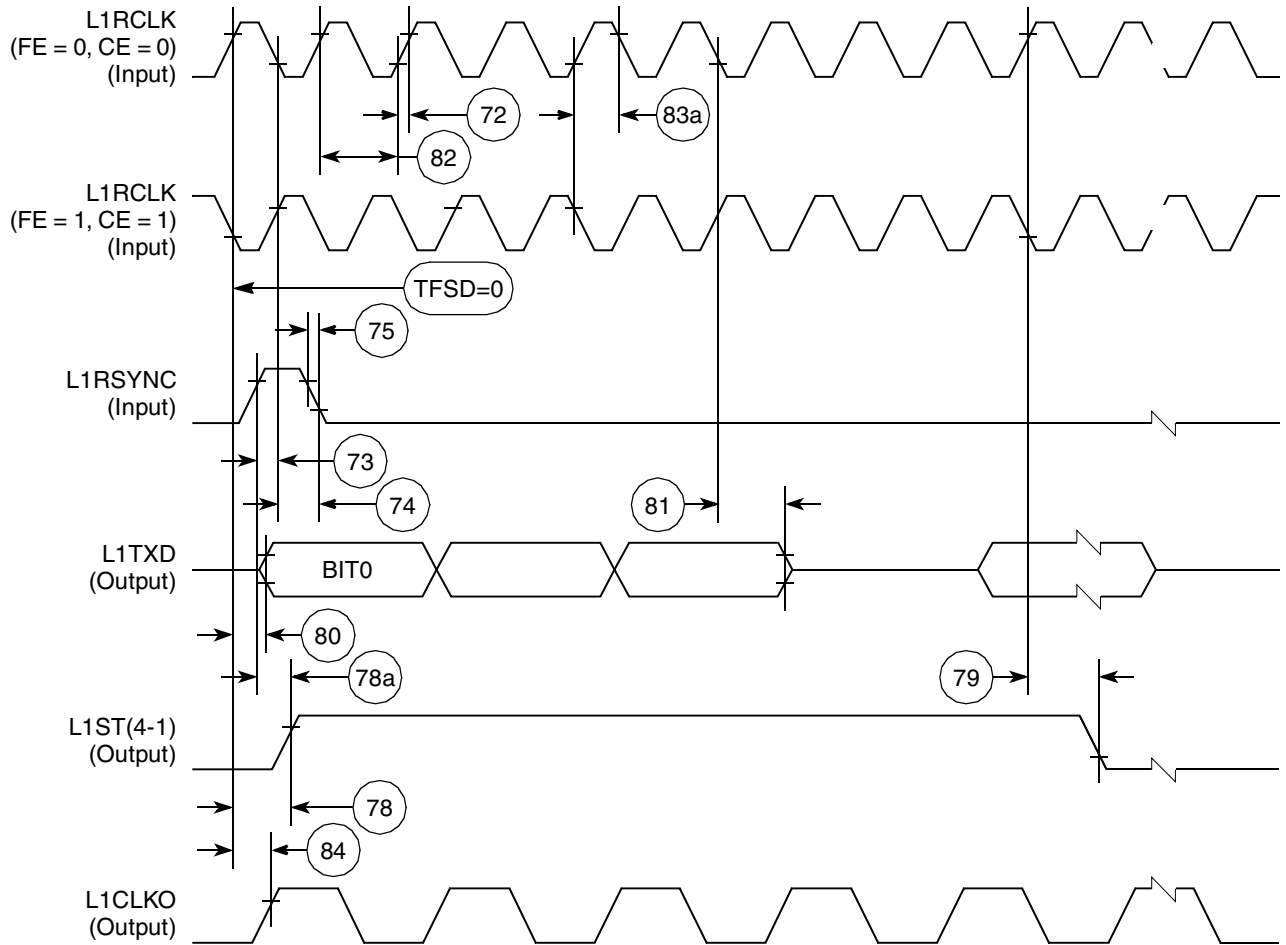 L1RCLK
(FE = 0, CE = 0)
(Input)
72
83a
82
L1RCLK
(FE = 1, CE = 1)
(Input)
TFSD=0
75
L1RSYNC
(Input)
73
74
81
L1TXD
(Output)
BIT0
80
78a
79
L1ST(4-1)
(Output)
78
84
L1CLKO
(Output)